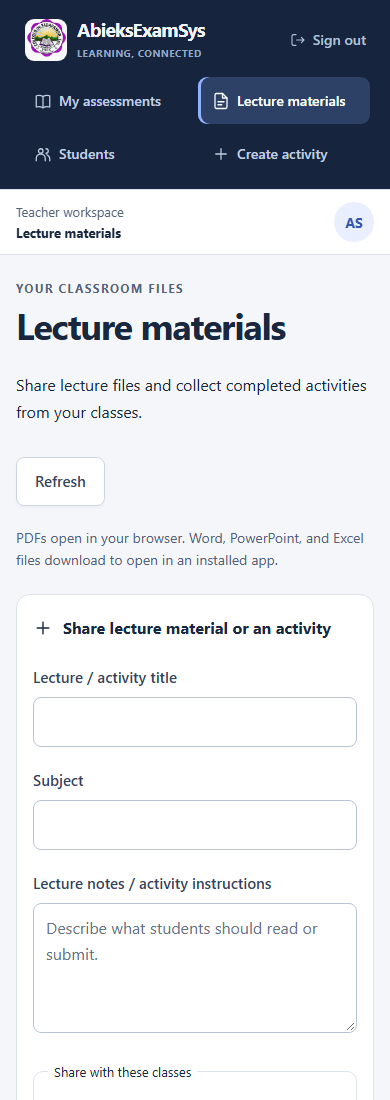 AbieksExamSys
LEARNING, CONNECTED
Sign out
My assessments
Lecture materials
Students
Create activity
Teacher workspace
Lecture materials
AS
YOUR CLASSROOM FILES
Lecture materials
Share lecture files and collect completed activities
from your classes.
Refresh
PDFs open in your browser. Word, PowerPoint, and Excel
files download to open in an installed app.
Share lecture material or an activity
Lecture / activity title
Subject
Lecture notes / activity instructions
Describe what students should read or
submit.
Share with these classes